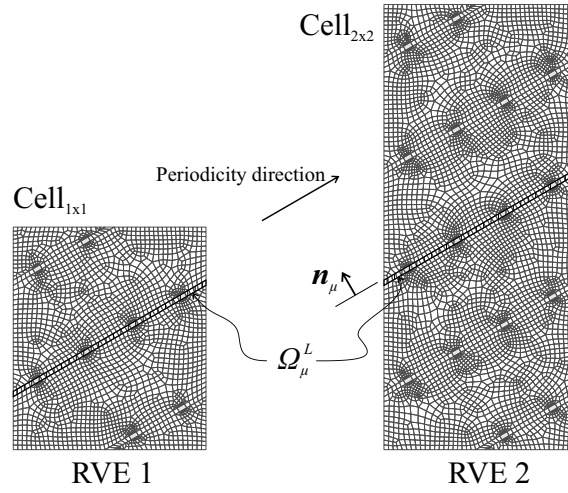 Cell2x2
Periodicity direction
Cell1x1
nμ
ΩμL
RVE 1
RVE 2